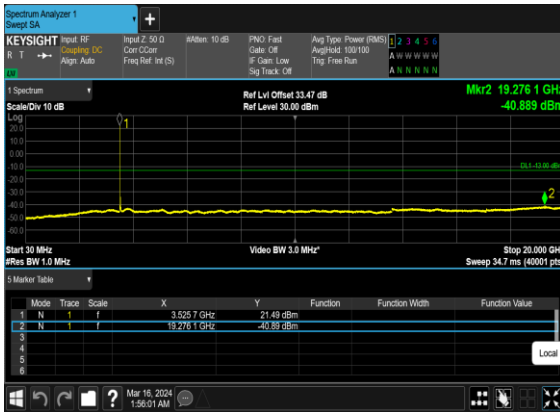 Spectrum Analyzer 1
Swept SA
+
KEYSIGHT Input: RF Input Z: 50 Ω #Atten: 10 dB PNO: Fast Avg Type: Power (RMS) 1 2 3 4 5 6
R T Coupling: DC Corr CCorr Gate: Off Avg|Hold: 100/100 A W W W W W
Align: Auto Freq Ref: Int (S) IF Gain: Low Trig: Free Run
Sig Track: Off A N N N N N
1 Spectrum Ref Lvl Offset 33.47 dB Mkr2 19.276 1 GHz
Scale/Div 10 dB Ref Level 30.00 dBm -40.889 dBm
Log
20.0
10.0
0.00
-10.0
-20.0
-30.0
-40.0
-50.0
-60.0
1
DL1 -13.00 dBm
2
Start 30 MHz Video BW 3.0 MHz* Stop 20.000 GHz
#Res BW 1.0 MHz Sweep 34.7 ms (40001 pts)
5 Marker Table
Mode Trace Scale X Y Function Function Width Function Value
1 N 1 f 3.525 7 GHz 21.49 dBm
2 N 1 f 19.276 1 GHz -40.89 dBm
3
4
5
6
Local
? Mar 16, 2024
1:56:01 AM